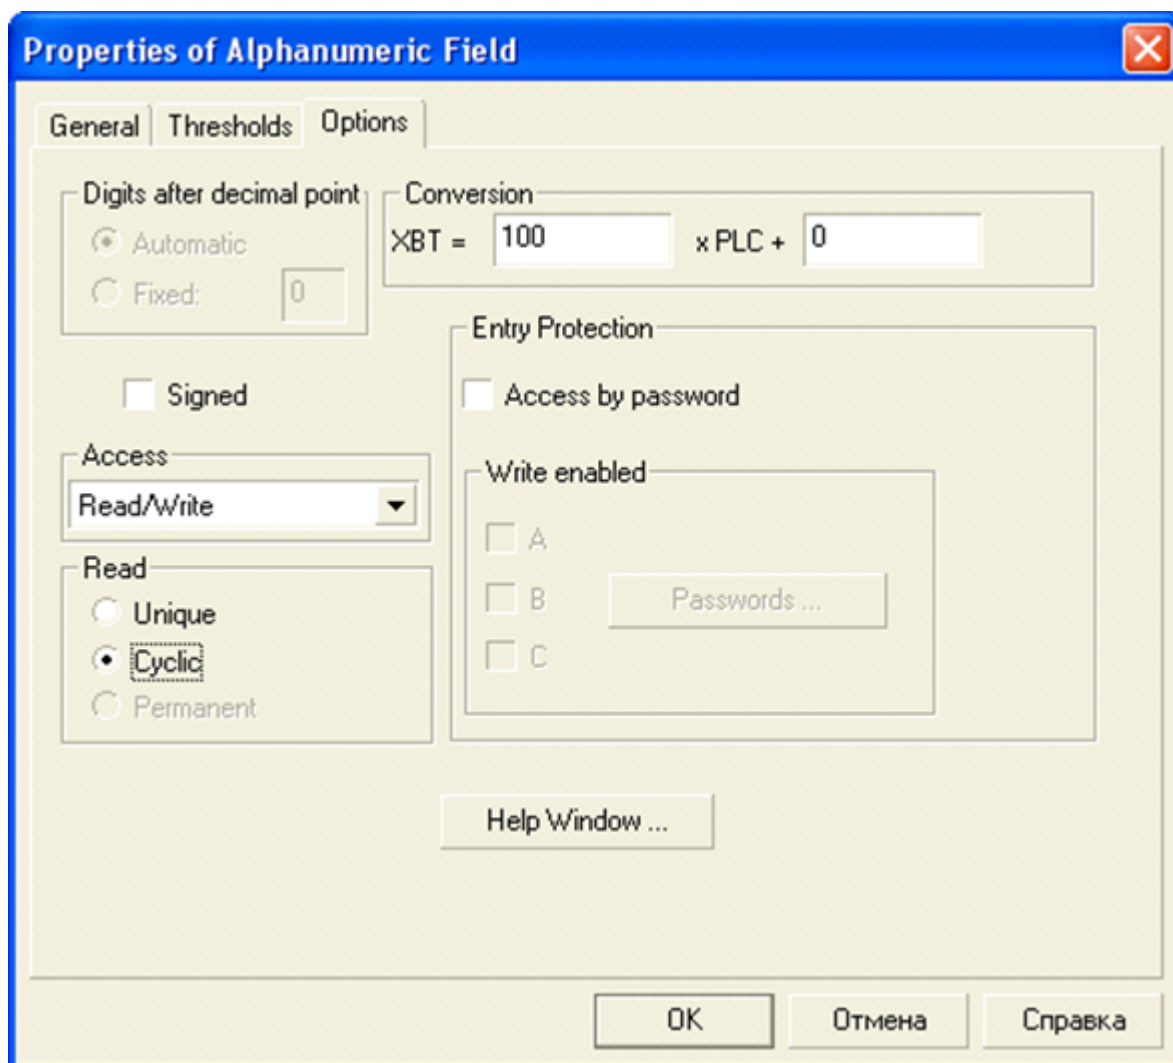 Properties of Alphanumeric Field
General Thresholds Options
Digits after decimal point
Automatic
Fixed: 0
Conversion
XBT = 100 x PLC + 0
Signed
Access
Read/Write
Read
Unique
Cyclic
Permanent
Entry Protection
Access by password
Write enabled
A
B
C
Passwords ...
Help Window ...
OK Отмена Справка